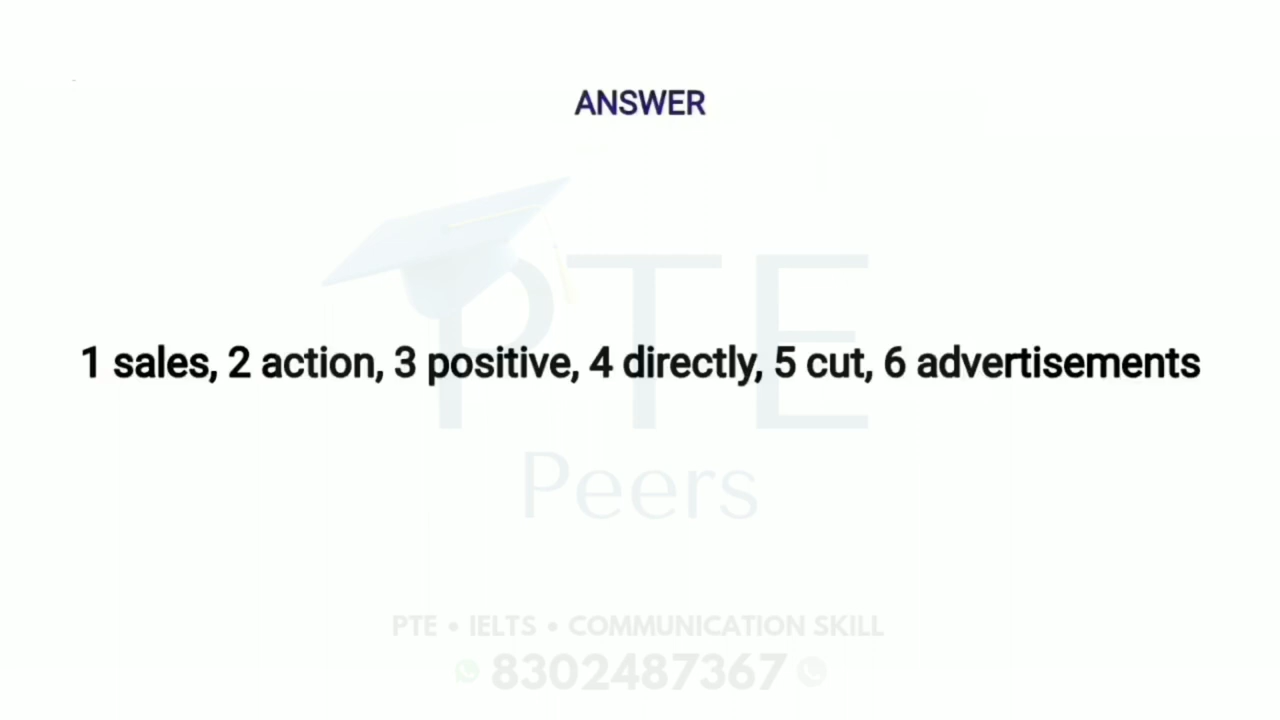 ANSWER
1 sales, 2 action, 3 positive, 4 directly, 5 cut, 6 advertisements
PTE
Peers
PTE • IELTS • COMMUNICATION SKILL
8302487367